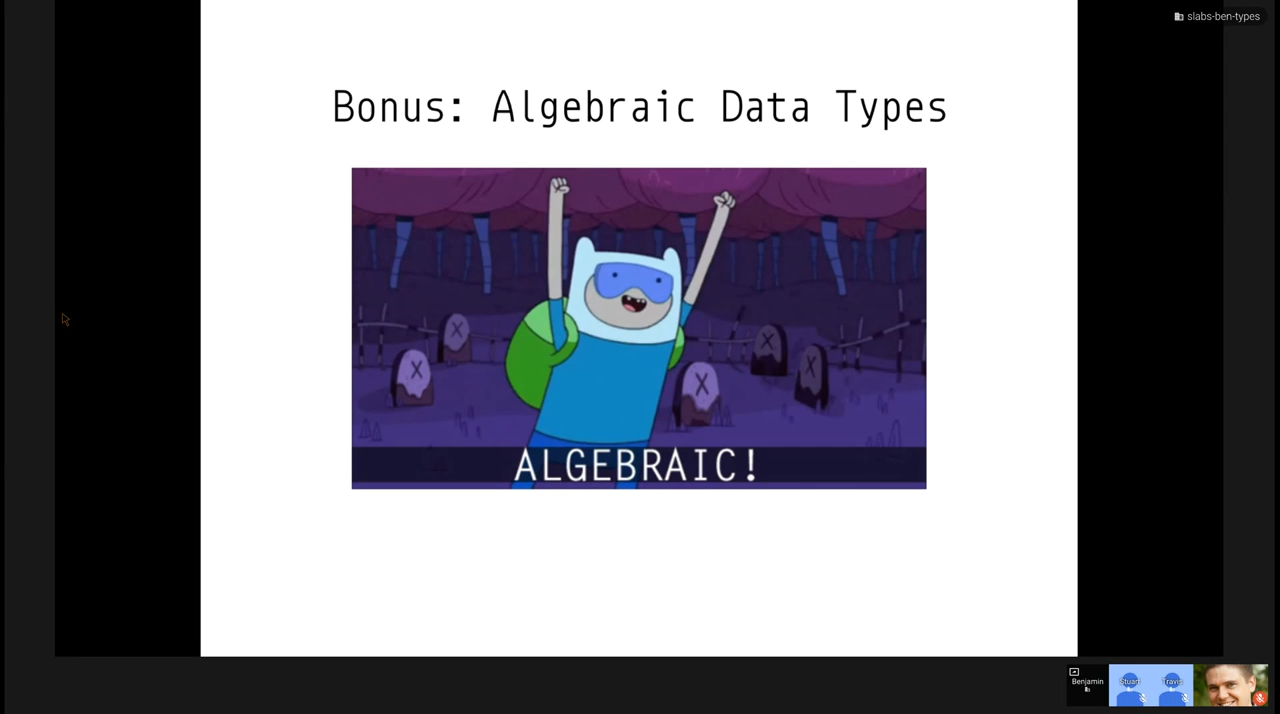 slabs-ben-types
Bonus: Algebraic Data Types
X
X
X
X
X
ALGEBRAIC!
Benjamin
Stuart
Travis